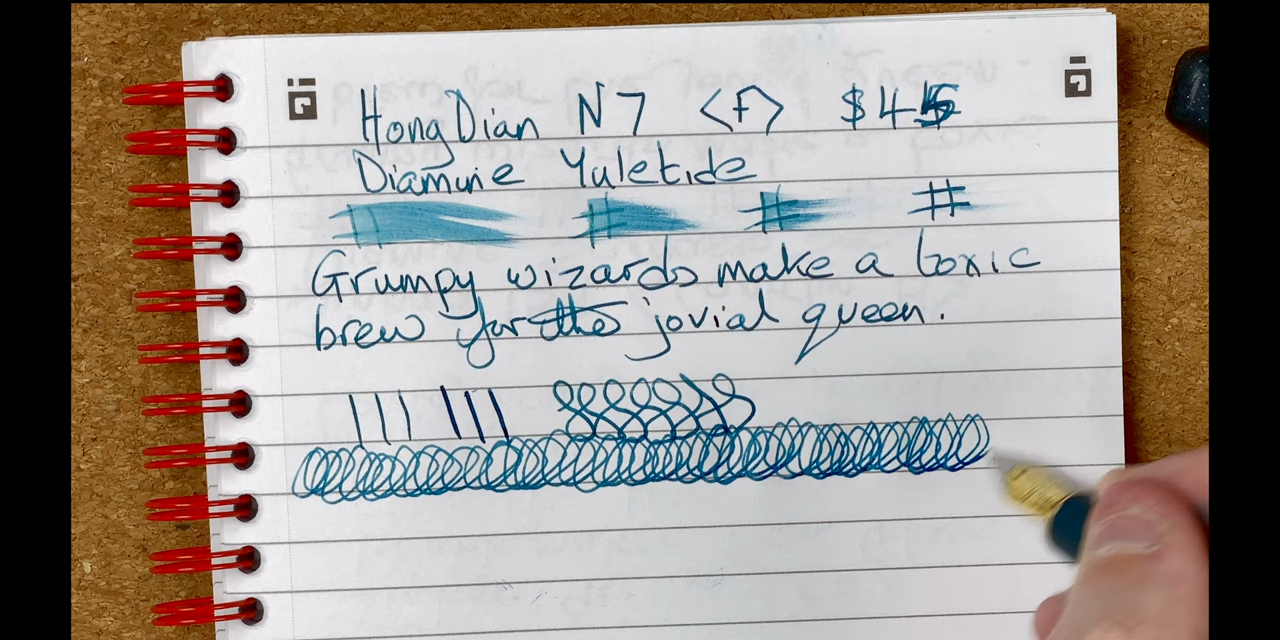 HongDian N7 <F> $45
Diamine Yuletide
# # # #
Grumpy wizards make a toxic
brew for the jovial queen.